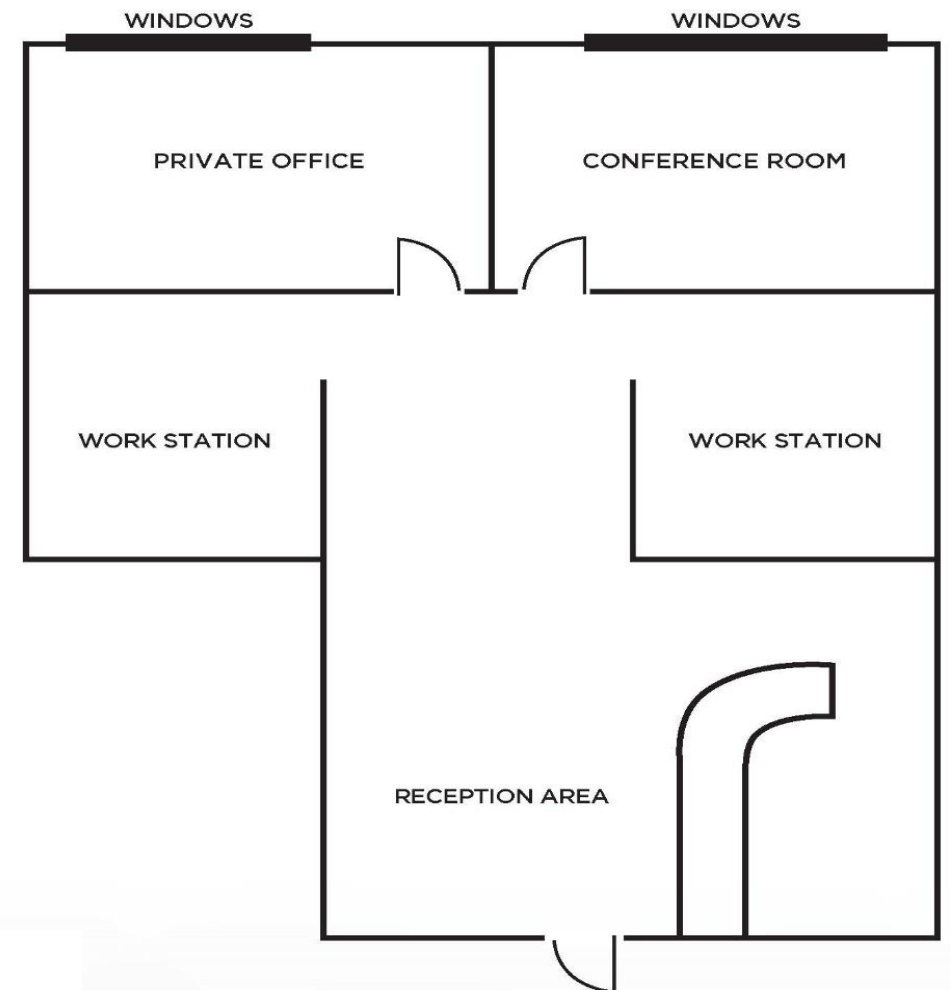 WINDOWS
WINDOWS
PRIVATE OFFICE
CONFERENCE ROOM
WORK STATION
WORK STATION
RECEPTION AREA